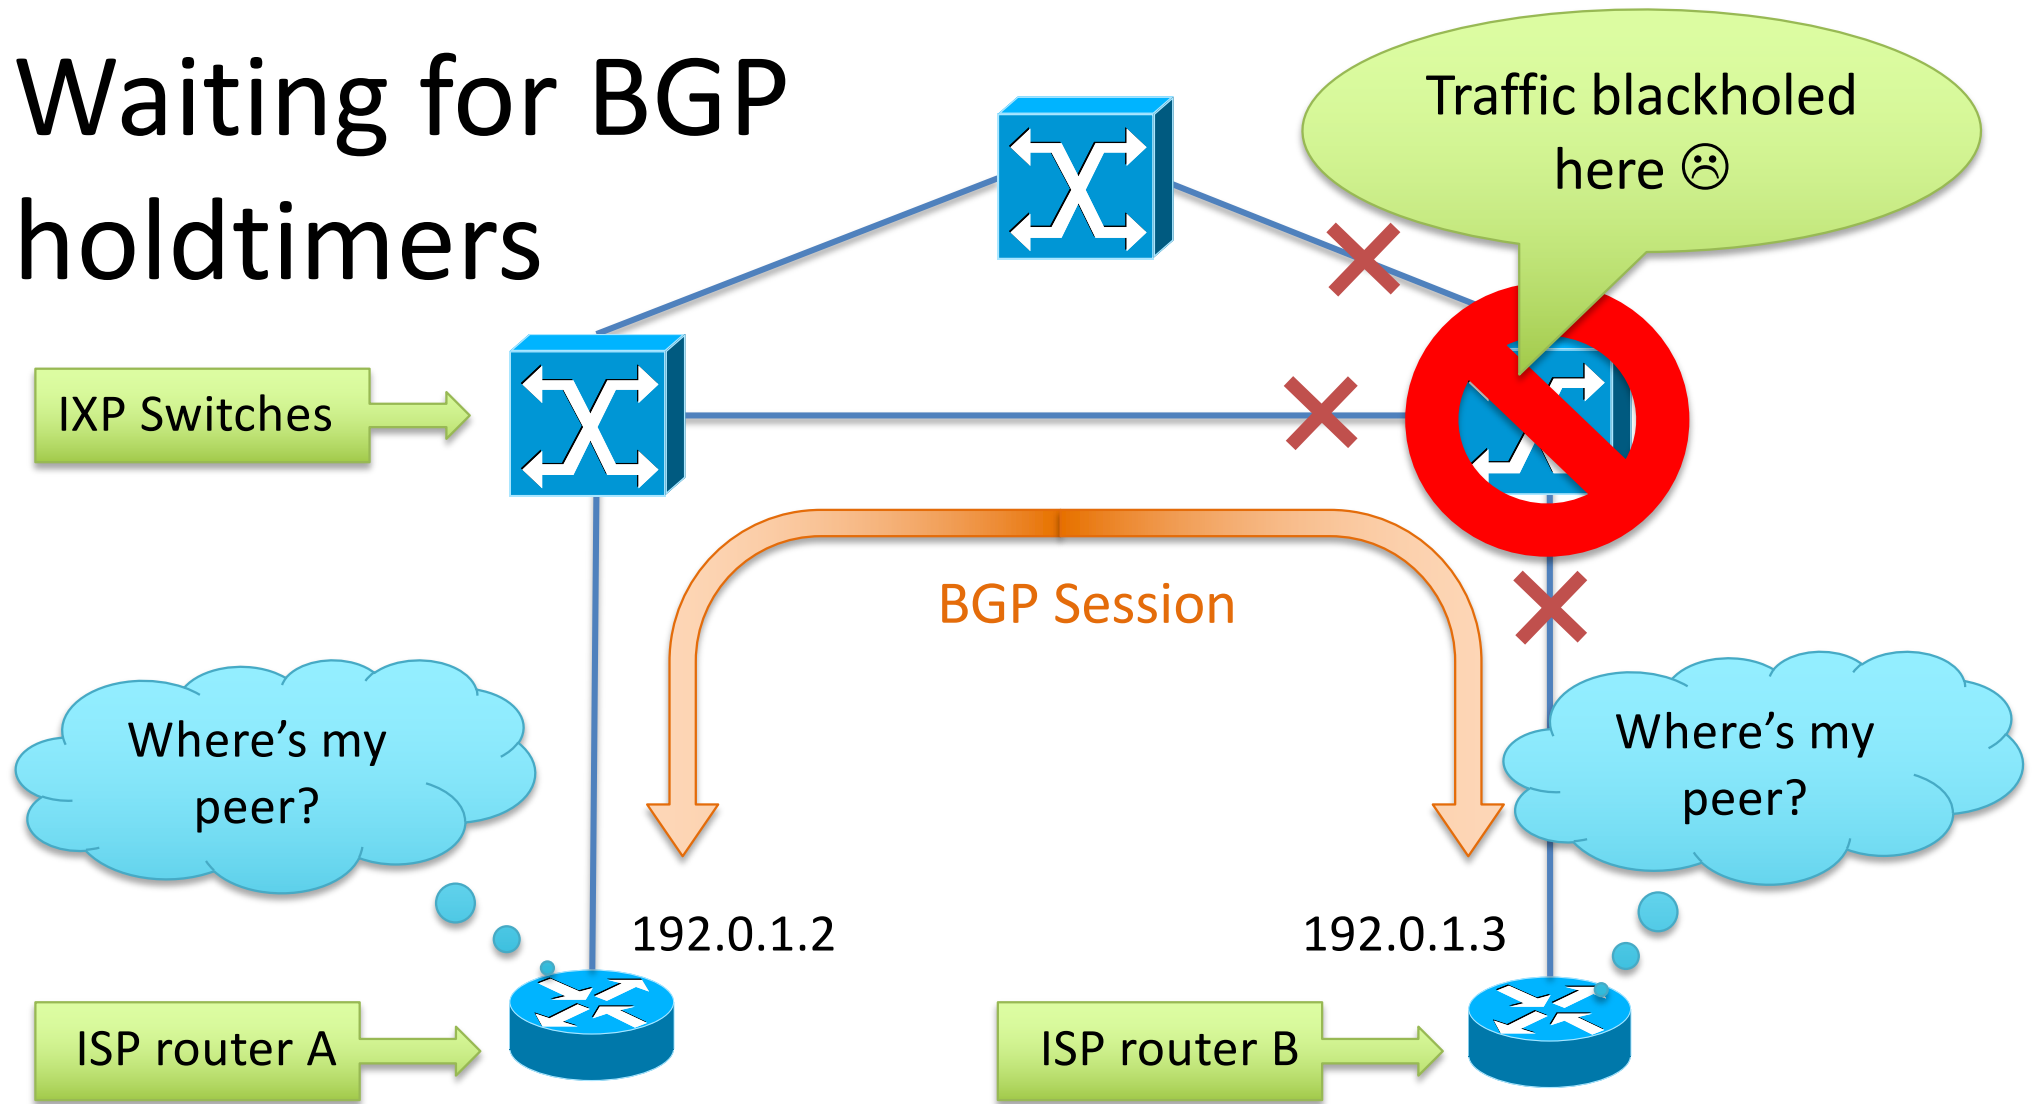 Waiting for BGP
holdtimers
Traffic blackholed
here ☹
IXP Switches
BGP Session
Where’s my
peer?
Where’s my
peer?
192.0.1.2
192.0.1.3
ISP router A
ISP router B